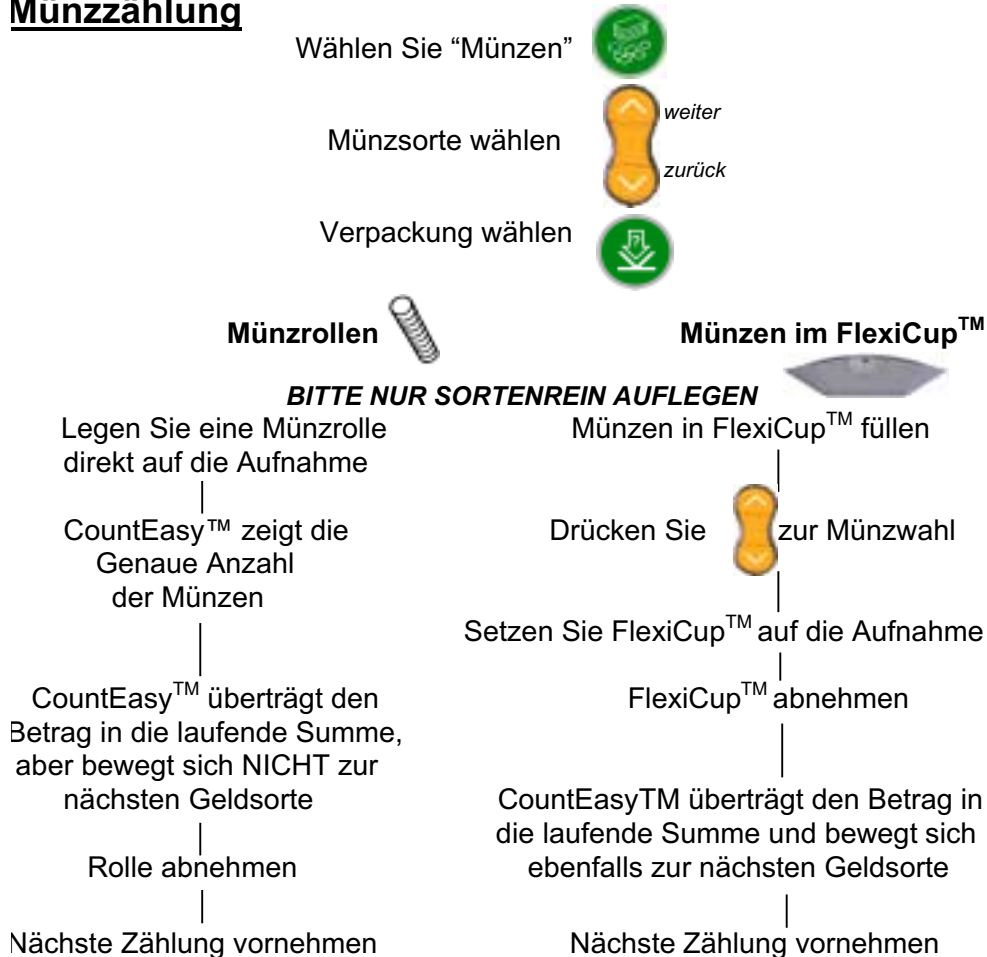 Münzzählung
Wählen Sie “Münzen”
weiter
Münzsorte wählen
zurück
Verpackung wählen
Münzrollen
Münzen im FlexiCup™
BITTE NUR SORTENREIN AUFLEGEN
Legen Sie eine Münzrolle
direkt auf die Aufnahme
CountEasy™ zeigt die
Genaue Anzahl
der Münzen
CountEasy™ überträgt den
Betrag in die laufende Summe,
aber bewegt sich NICHT zur
nächsten Geldsorte
Rolle abnehmen
Nächste Zählung vornehmen
Münzen in FlexiCup™ füllen
Drücken Sie zur Münzwahl
Setzen Sie FlexiCup™ auf die Aufnahme
FlexiCup™ abnehmen
CountEasyTM überträgt den Betrag in
die laufende Summe und bewegt sich
ebenfalls zur nächsten Geldsorte
Nächste Zählung vornehmen